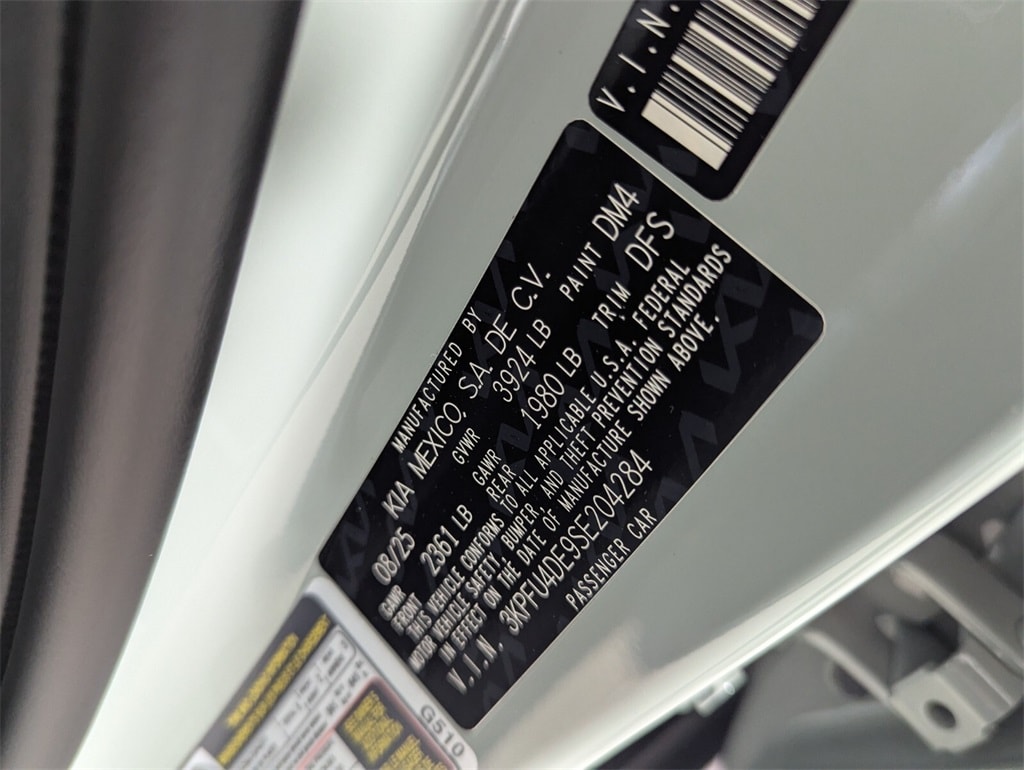 V.I.N.
MANUFACTURED BY
08/25 KIA MEXICO, S.A. DE C.V.
GVWR 3924 LB PAINT DM4
GAWR FRONT 2361 LB GAWR REAR 1980 LB TRIM DFS
THIS VEHICLE CONFORMS TO ALL APPLICABLE U.S.A. FEDERAL
MOTOR VEHICLE SAFETY, BUMPER, AND THEFT PREVENTION STANDARDS
IN EFFECT ON THE DATE OF MANUFACTURE SHOWN ABOVE.
V.I.N. 3KPFU4DE9SE204284
PASSENGER CAR
G510